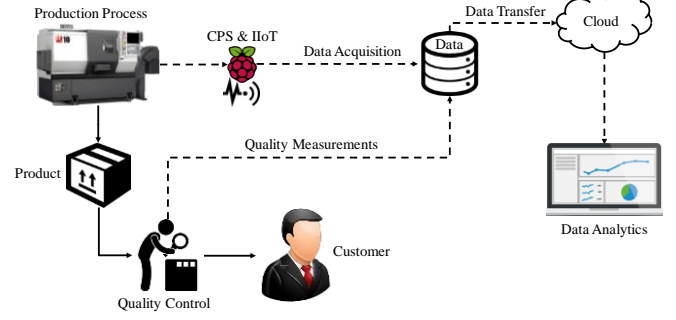 Production Process
Data Transfer
Cloud
CPS & IIoT
Data Acquisition
Data
Quality Measurements
Product
Data Analytics
Customer
Quality Control